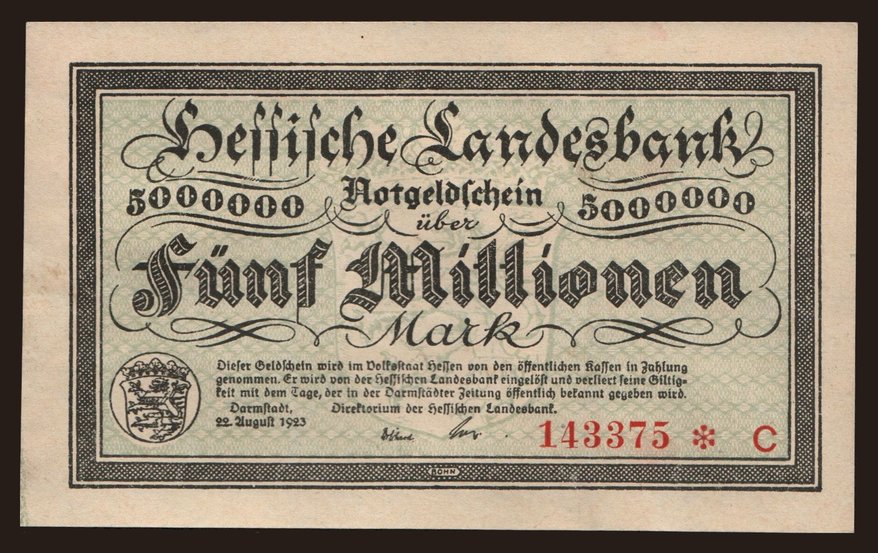 Hessische Landesbank
5000000 Notgeldschein 5000000
über
Fünf Millionen
Mark
Dieser Geldschein wird im Volksstaat Hessen von den öffentlichen Kassen in Zahlung
genommen. Er wird von der Hessischen Landesbank eingelöst und verliert seine Giltig-
keit mit dem Tage, der in der Darmstädter Zeitung öffentlich bekannt gegeben wird.
Darmstadt, Direktorium der Hessischen Landesbank.
22. August 1923
143375 * C
BOHN